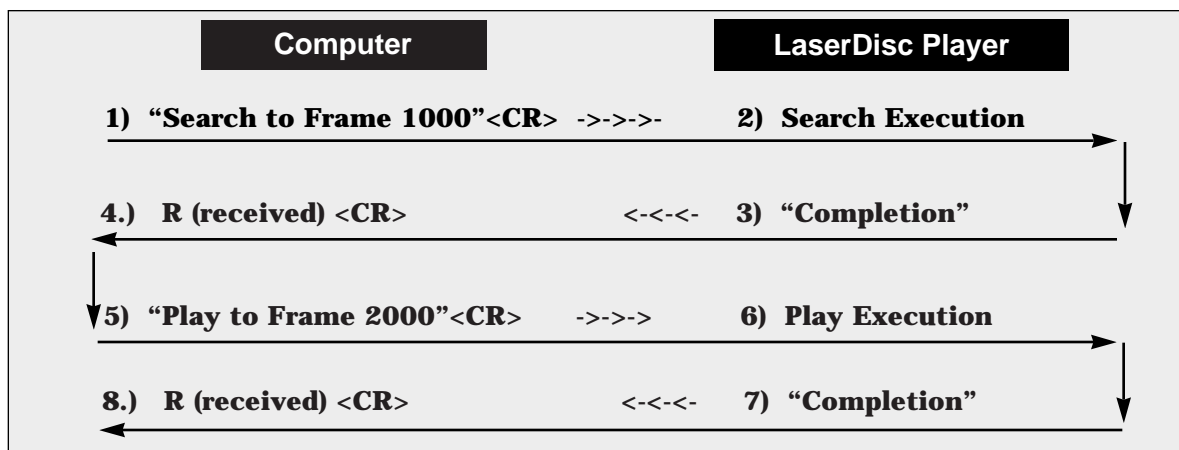 Computer LaserDisc Player
1) “Search to Frame 1000”<CR> ->->->- 2) Search Execution
4.) R (received) <CR> <-<-<- 3) “Completion”
5) “Play to Frame 2000”<CR> ->->-> 6) Play Execution
8.) R (received) <CR> <-<-<- 7) “Completion”